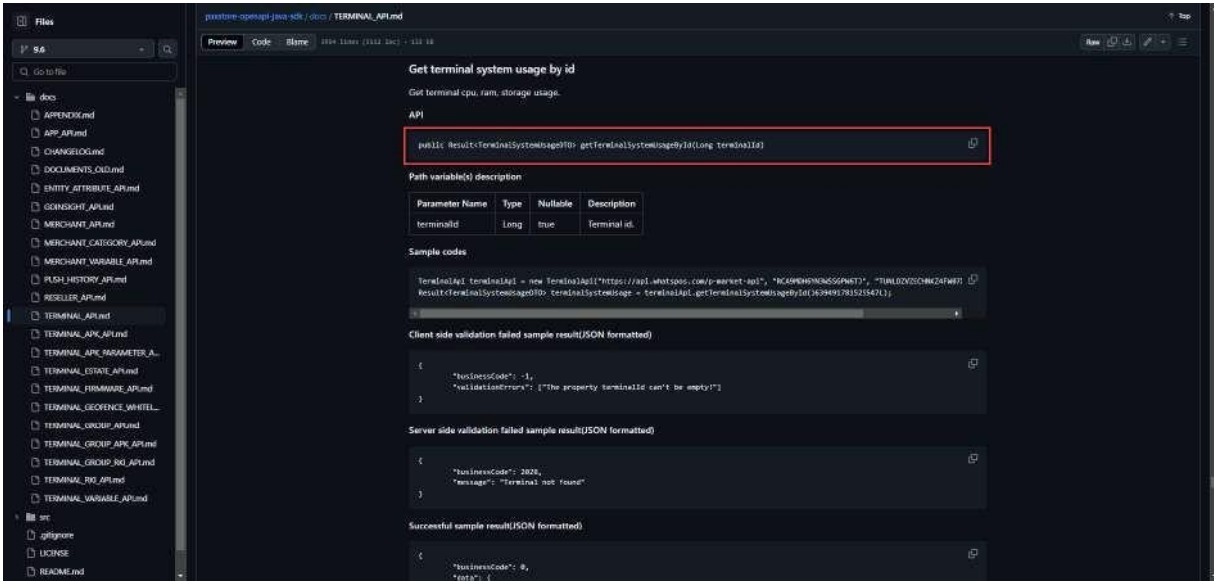 Files
paxstore-openapi-java-sdk / docs / TERMINAL_API.md
Top
9.6
Preview Code Blame
Raw
Go to file
docs
APPENDIX.md
APP_API.md
CHANGELOG.md
DOCUMENTS_OLD.md
ENTITY_ATTRIBUTE_API.md
GOINSIGHT_API.md
MERCHANT_API.md
MERCHANT_CATEGORY_API.md
MERCHANT_VARIABLE_API.md
PUSH_HISTORY_API.md
RESELLER_API.md
TERMINAL_API.md
TERMINAL_APK_API.md
TERMINAL_APK_PARAMETER_A...
TERMINAL_ESTATE_API.md
TERMINAL_FIRMWARE_API.md
TERMINAL_GEOFENCE_WHITEL...
TERMINAL_GROUP_API.md
TERMINAL_GROUP_APK_API.md
TERMINAL_GROUP_RKI_API.md
TERMINAL_RKI_API.md
TERMINAL_VARIABLE_API.md
src
.gitignore
LICENSE
README.md
Get terminal system usage by id
Get terminal cpu, ram, storage usage.
API
public Result<TerminalSystemUsageDTO> getTerminalSystemUsageById(Long terminalId)
Path variable(s) description
Parameter Name Type Nullable Description
terminalId Long true Terminal id.
Sample codes
TerminalApi terminalApi = new TerminalApi("https://api.whatspos.com/p-market-api",
Result<TerminalSystemUsageDTO> terminalSystemUsage = terminalApi.getTerminalSystemUsageById(1639491783525547L);
Client side validation failed sample result(JSON formatted)
{
"businessCode": -1,
"validationErrors": ["The property terminalId can't be empty!"]
}
Server side validation failed sample result(JSON formatted)
{
"businessCode": 2028,
"message": "Terminal not found"
}
Successful sample result(JSON formatted)
{
"businessCode": 0,
"data": {